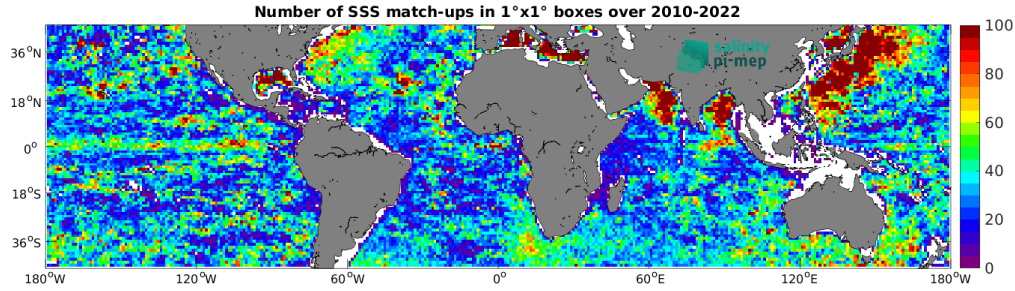 Number of SSS match-ups in 1°x1° boxes over 2010-2022
salinity
pi-mep
36°N
18°N
0°
18°S
36°S
180°W
120°W
60°W
0°
60°E
120°E
180°W
100
80
60
40
20
0